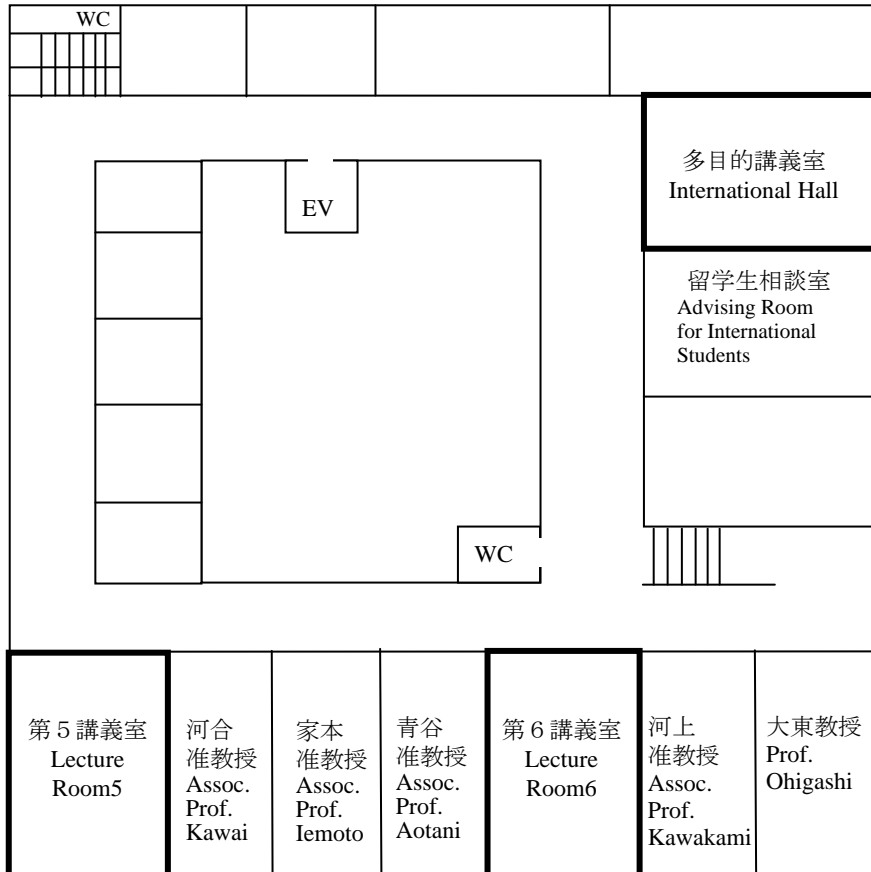 WC
多目的講義室
International Hall
EV
留学生相談室
Advising Room
for International
Students
WC
第５講義室
Lecture
Room5
河合
准教授
Assoc.
Prof.
Kawai
家本
准教授
Assoc.
Prof.
Iemoto
青谷
准教授
Assoc.
Prof.
Aotani
第６講義室
Lecture
Room6
河上
准教授
Assoc.
Prof.
Kawakami
大東教授
Prof.
Ohigashi